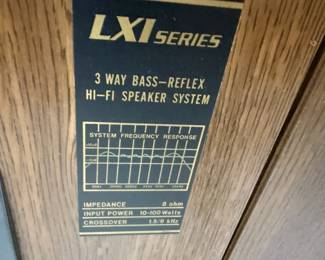 LXI SERIES
3 WAY BASS-REFLEX
HI-FI SPEAKER SYSTEM
SYSTEM FREQUENCY RESPONSE
IMPEDANCE 8 ohm
INPUT POWER 10-100 Watts
CROSSOVER 1.5/6 kHz